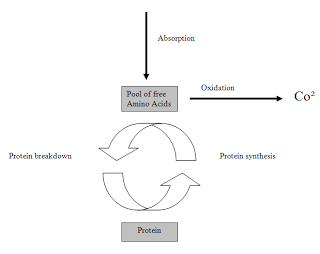 Absorption
Oxidation
Pool of free
Amino Acids
Co²
Protein breakdown
Protein synthesis
Protein